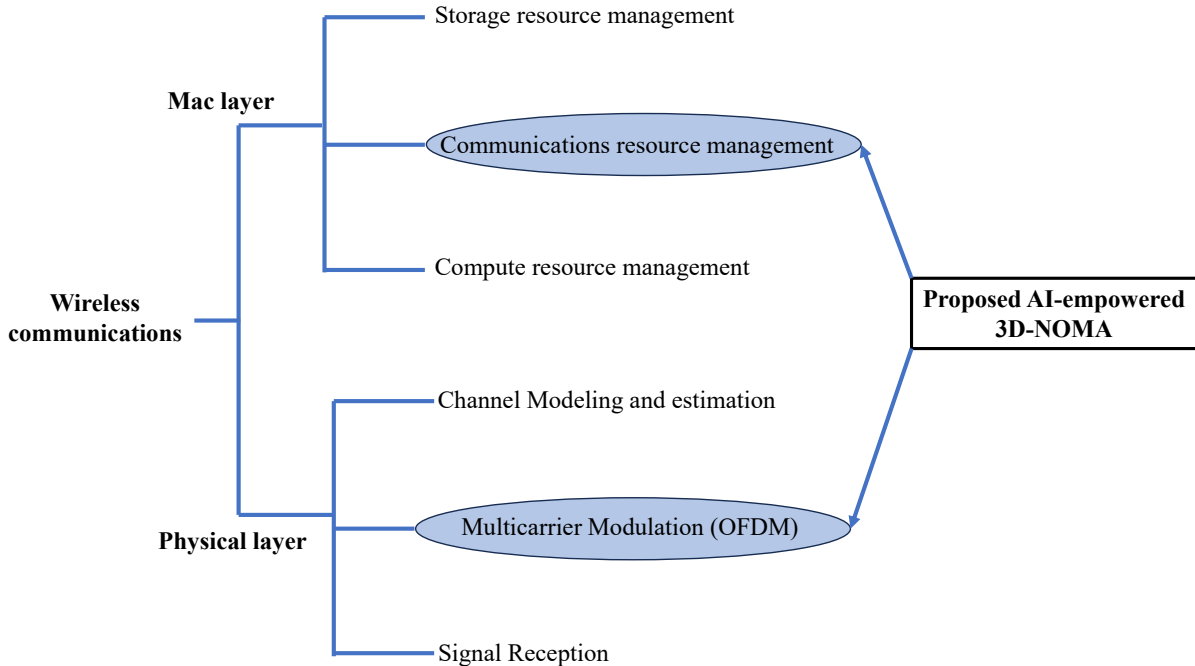 Storage resource management
Mac layer
Communications resource management
Compute resource management
Wireless
communications
Proposed AI-empowered
3D-NOMA
Channel Modeling and estimation
Multicarrier Modulation (OFDM)
Physical layer
Signal Reception